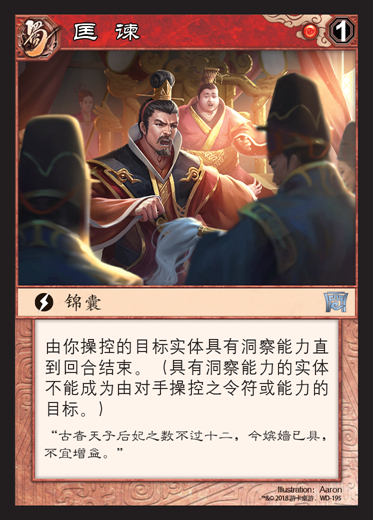 蜀
匡谏
1
锦囊
由你操控的目标实体具有洞察能力直
到回合结束。（具有洞察能力的实体
不能成为由对手操控之令符或能力的
目标。）
“古者天子后妃之数不过十二，今嫔嫱已具，
不宜增益。”
Illustration: Aaron
™&© 2018 游卡桌游. WD-195